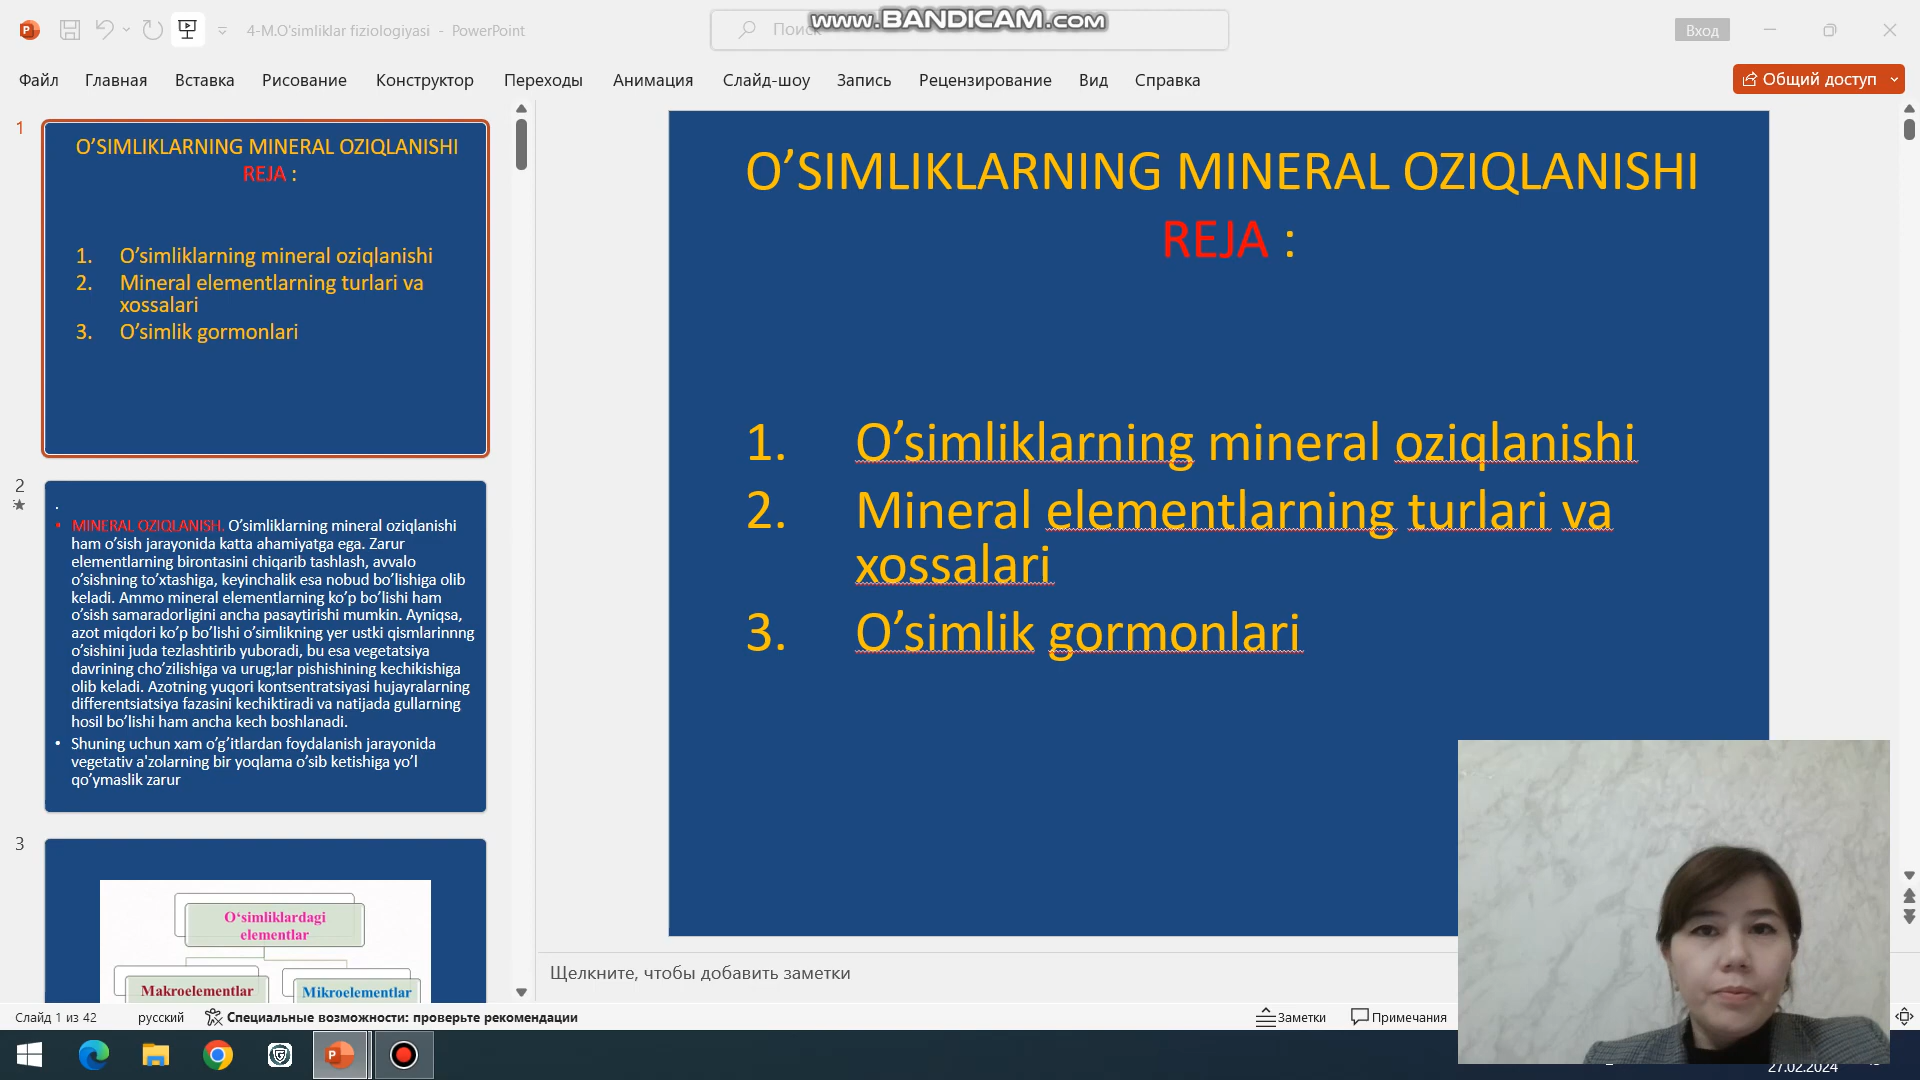 4-M.O'simliklar fiziologiyasi - PowerPoint
Поиск
www.BANDICAM.com
Вход
Файл Главная Вставка Рисование Конструктор Переходы Анимация Слайд-шоу Запись Рецензирование Вид Справка
Общий доступ
1
O’SIMLIKLARNING MINERAL OZIQLANISHI
REJA :
1. O’simliklarning mineral oziqlanishi
2. Mineral elementlarning turlari va
xossalari
3. O’simlik gormonlari
2
.
• MINERAL OZIQLANISH. O’simliklarning mineral oziqlanishi
ham o’sish jarayonida katta ahamiyatga ega. Zarur
elementlarning birontasini chiqarib tashlash, avvalo
o’sishning to’xtashiga, keyinchalik esa nobud bo’lishiga olib
keladi. Ammo mineral elementlarning ko’p bo’lishi ham
o’sish samaradorligini ancha pasaytirishi mumkin. Ayniqsa,
azot miqdori ko’p bo’lishi o’simlikning yer ustki qismlarinnng
o’sishini juda tezlashtirib yuboradi, bu esa vegetatsiya
davrining cho’zilishiga va urug;lar pishishining kechikishiga
olib keladi. Azotning yuqori kontsentratsiyasi hujayralarning
differentsiatsiya fazasini kechiktiradi va natijada gullarning
hosil bo’lishi ham ancha kech boshlanadi.
• Shuning uchun xam o’g’itlardan foydalanish jarayonida
vegetativ a'zolarning bir yoqlama o’sib ketishiga yo’l
qo’ymaslik zarur
3
O‘simliklardagi
elementlar
Makroelementlar Mikroelementlar
O’SIMLIKLARNING MINERAL OZIQLANISHI
REJA :
1. O’simliklarning mineral oziqlanishi
2. Mineral elementlarning turlari va
xossalari
3. O’simlik gormonlari
Щелкните, чтобы добавить заметки
Слайд 1 из 42 русский Специальные возможности: проверьте рекомендации Заметки Примечания
27.02.2024